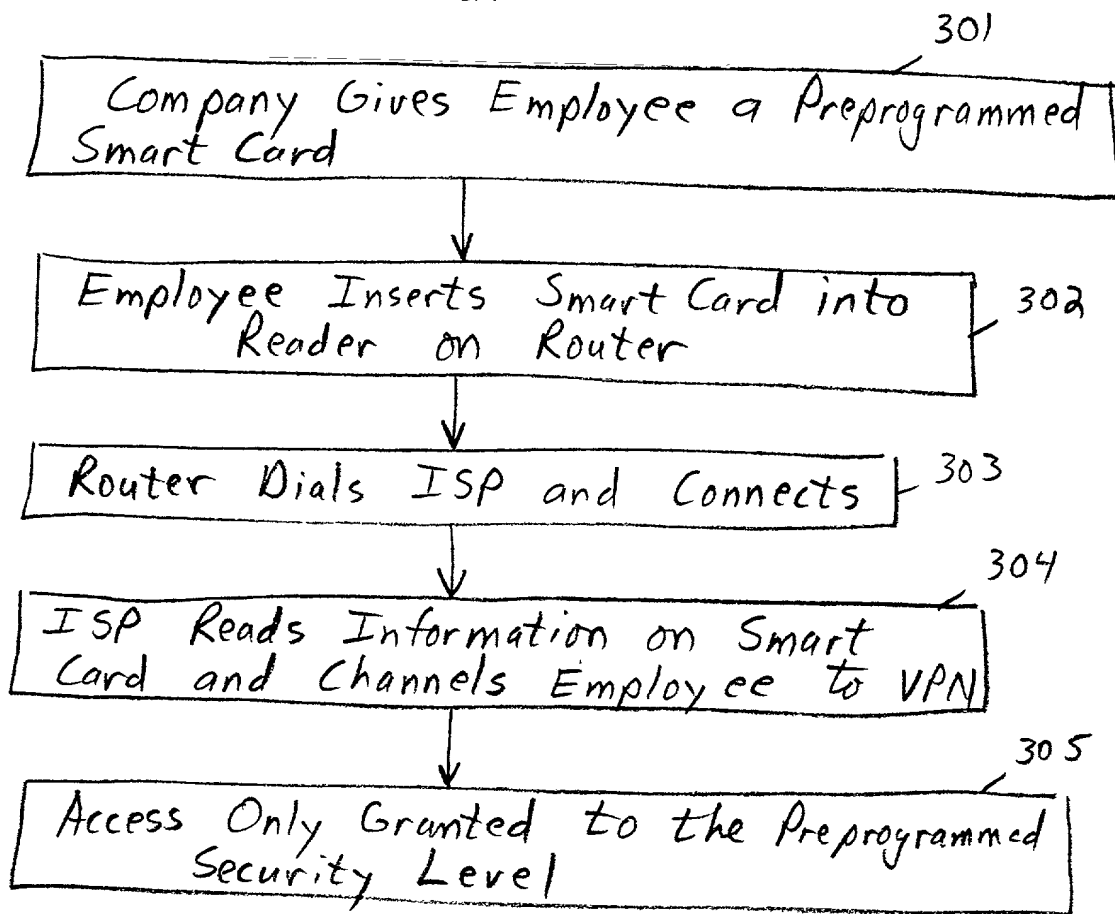 301
Company Gives Employee a Preprogrammed
Smart Card
Employee Inserts Smart Card into
Reader on Router
302
Router Dials ISP and Connects
303
304
ISP Reads Information on Smart
Card and Channels Employee to VPN
305
Access Only Granted to the Preprogrammed
Security Level